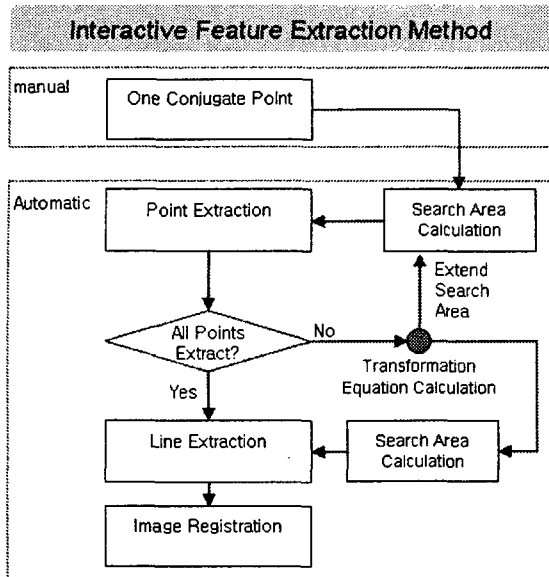 Interactive Feature Extraction Method
manual
One Conjugate Point
Automatic
Point Extraction
Search Area
Calculation
Extend
Search
Area
All Points
Extract?
No
Transformation
Equation Calculation
Yes
Line Extraction
Search Area
Calculation
Image Registration